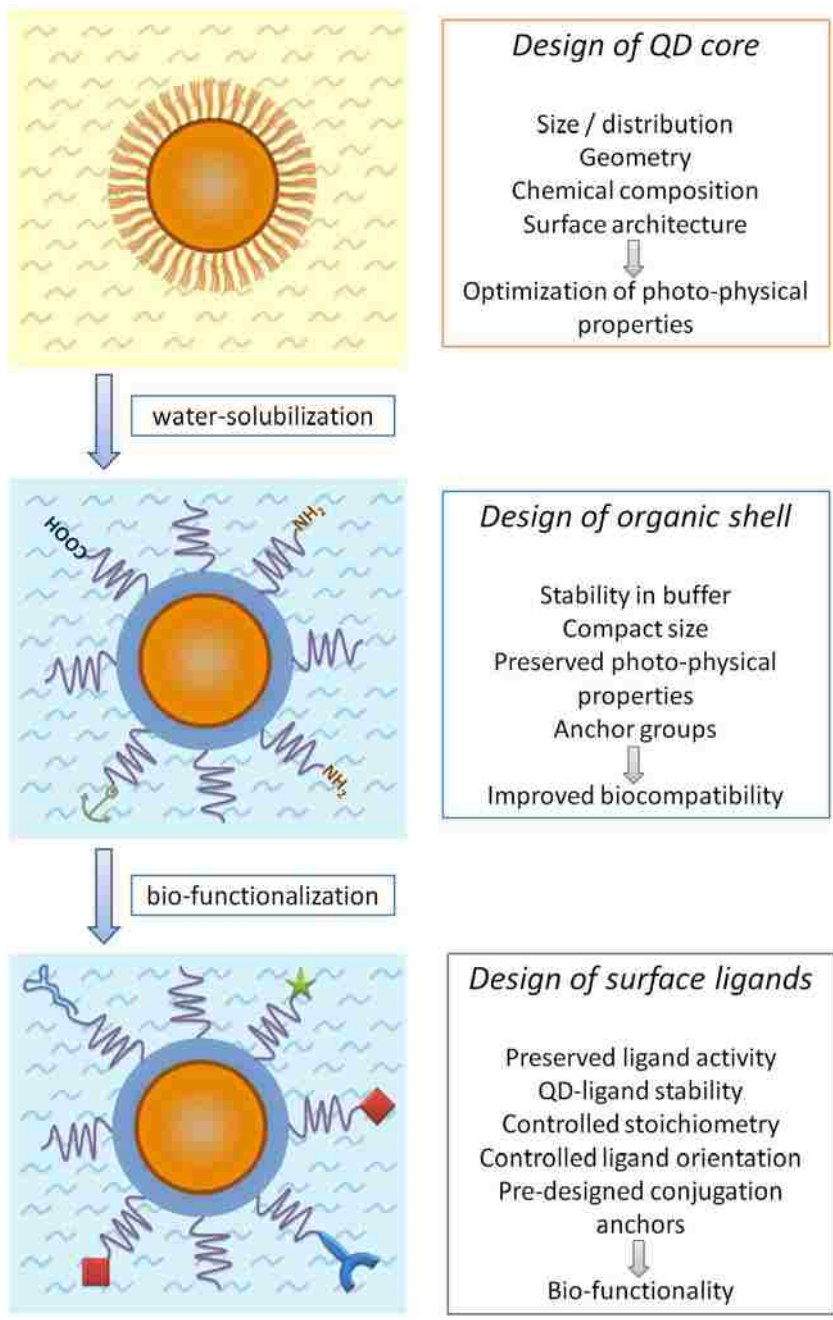 Design of QD core
Size / distribution
Geometry
Chemical composition
Surface architecture
Optimization of photo-physical
properties
water-solubilization
COOH
NH2
NH2
Design of organic shell
Stability in buffer
Compact size
Preserved photo-physical
properties
Anchor groups
Improved biocompatibility
bio-functionalization
Design of surface ligands
Preserved ligand activity
QD-ligand stability
Controlled stoichiometry
Controlled ligand orientation
Pre-designed conjugation
anchors
Bio-functionality